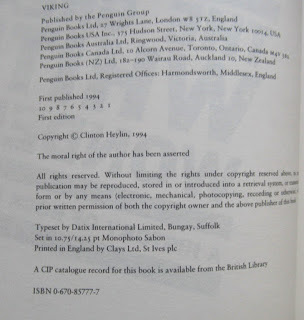 VIKING
Published by the Penguin Group
Penguin Books Ltd, 27 Wrights Lane, London W8 5TZ, England
Penguin Books USA Inc., 375 Hudson Street, New York, New York 10014, USA
Penguin Books Australia Ltd, Ringwood, Victoria, Australia
Penguin Books Canada Ltd, 10 Alcorn Avenue, Toronto, Ontario, Canada M4V 3B2
Penguin Books (NZ) Ltd, 182–190 Wairau Road, Auckland 10, New Zealand
Penguin Books Ltd, Registered Offices: Harmondsworth, Middlesex, England
First published 1994
10 9 8 7 6 5 4 3 2 1
First edition
Copyright © Clinton Heylin, 1994
The moral right of the author has been asserted
All rights reserved. Without limiting the rights under copyright reserved above, no
publication may be reproduced, stored in or introduced into a retrieval system, or
form or by any means (electronic, mechanical, photocopying, recording or otherwise),
prior written permission of both the copyright owner and the above publisher of this
Typeset by Datix International Limited, Bungay, Suffolk
Set in 10.75/14.25 pt Monophoto Sabon
Printed in England by Clays Ltd, St Ives plc
A CIP catalogue record for this book is available from the British Library
ISBN 0-670-85777-7